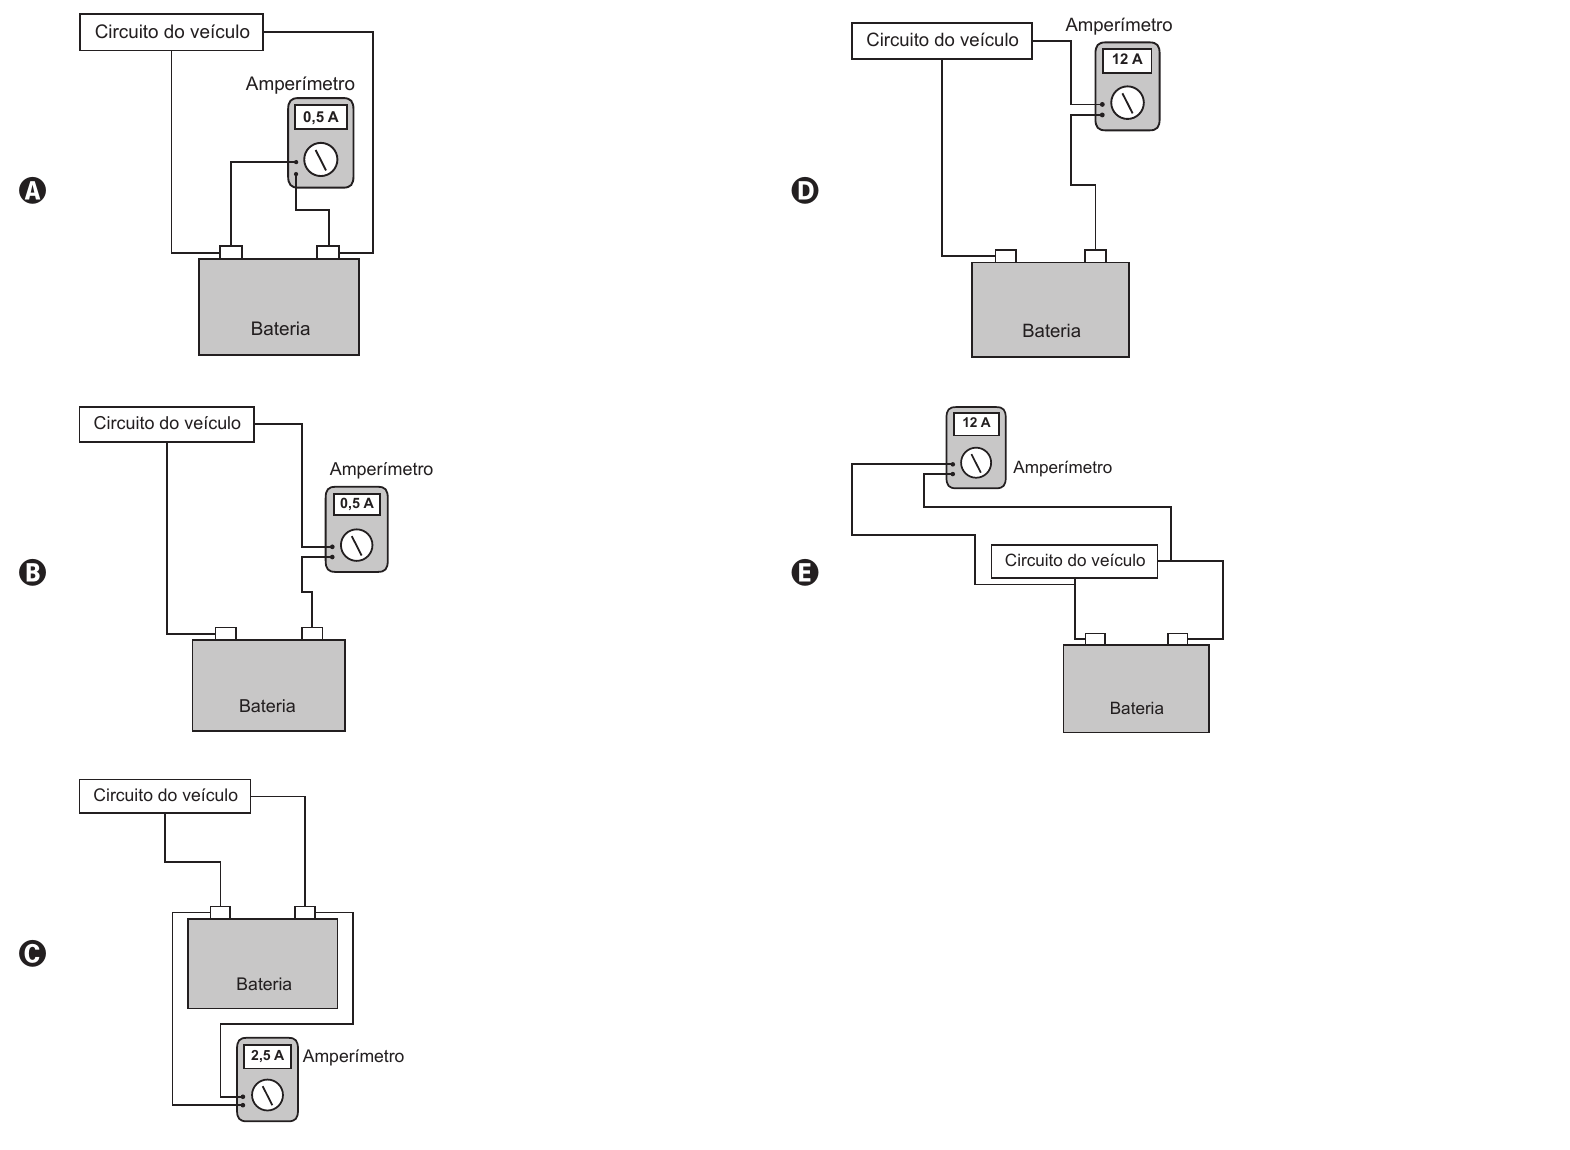 A
Circuito do veículo
Amperímetro
0,5 A
Bateria
B
Circuito do veículo
Amperímetro
0,5 A
Bateria
C
Circuito do veículo
Bateria
2,5 A
Amperímetro
D
Circuito do veículo
Amperímetro
12 A
Bateria
E
12 A
Amperímetro
Circuito do veículo
Bateria